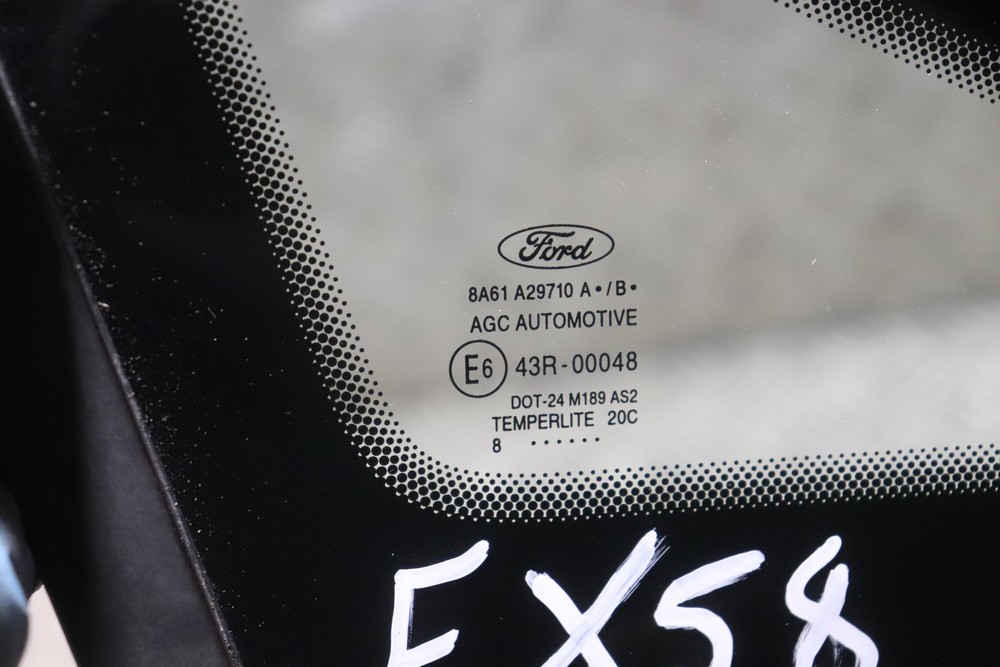 Ford
8A61 A29710 A•/B•
AGC AUTOMOTIVE
E6 43R-00048
DOT-24 M189 AS2
TEMPERLITE 20C
8 ······
EX58